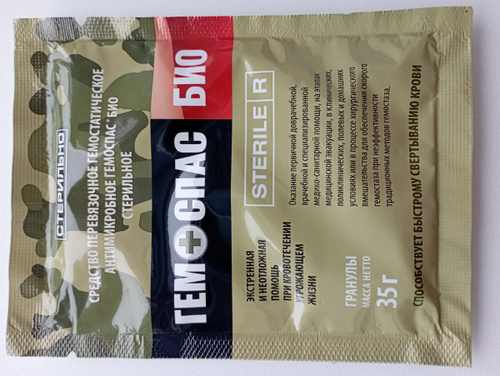 СТЕРИЛЬНО
СРЕДСТВО ПЕРЕВЯЗОЧНОЕ ГЕМОСТАТИЧЕСКОЕ
АНТИМИКРОБНОЕ ГЕМОСПАС®БИО
СТЕРИЛЬНОЕ
ГЕМОСПАС БИО
STERILE R
Оказание первичной доврачебной,
врачебной и специализированной
медико-санитарной помощи, на этапах
медицинской эвакуации, в клинических,
поликлинических, полевых и домашних
условиях или в процессе хирургического
вмешательства для обеспечения скорого
гемостаза при неэффективности
традиционных методов гемостаза.
ЭКСТРЕННАЯ
И НЕОТЛОЖНАЯ
ПОМОЩЬ
ПРИ КРОВОТЕЧЕНИИ
УГРОЖАЮЩЕМ
ЖИЗНИ
ГРАНУЛЫ
МАССА НЕТТО
35 г
СПОСОБСТВУЕТ БЫСТРОМУ СВЕРТЫВАНИЮ КРОВИ